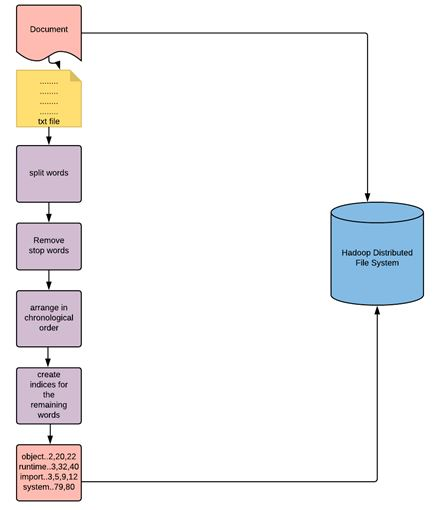 Document
........
........
........
........
txt file
split words
Remove
stop words
arrange in
chronological
order
create
indices for
the
remaining
words
object..2,20,22
runtime..3,32,40
import..3,5,9,12
system..79,80
Hadoop Distributed
File System